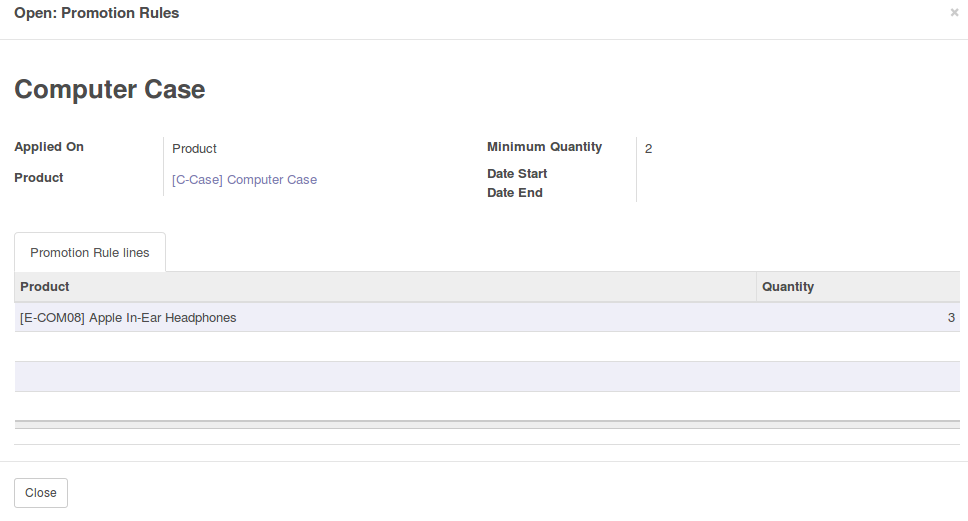 Open: Promotion Rules ×
Computer Case
Applied On Product
Product [C-Case] Computer Case
Minimum Quantity 2
Date Start
Date End
Promotion Rule lines
Product Quantity
[E-COM08] Apple In-Ear Headphones 3
Close